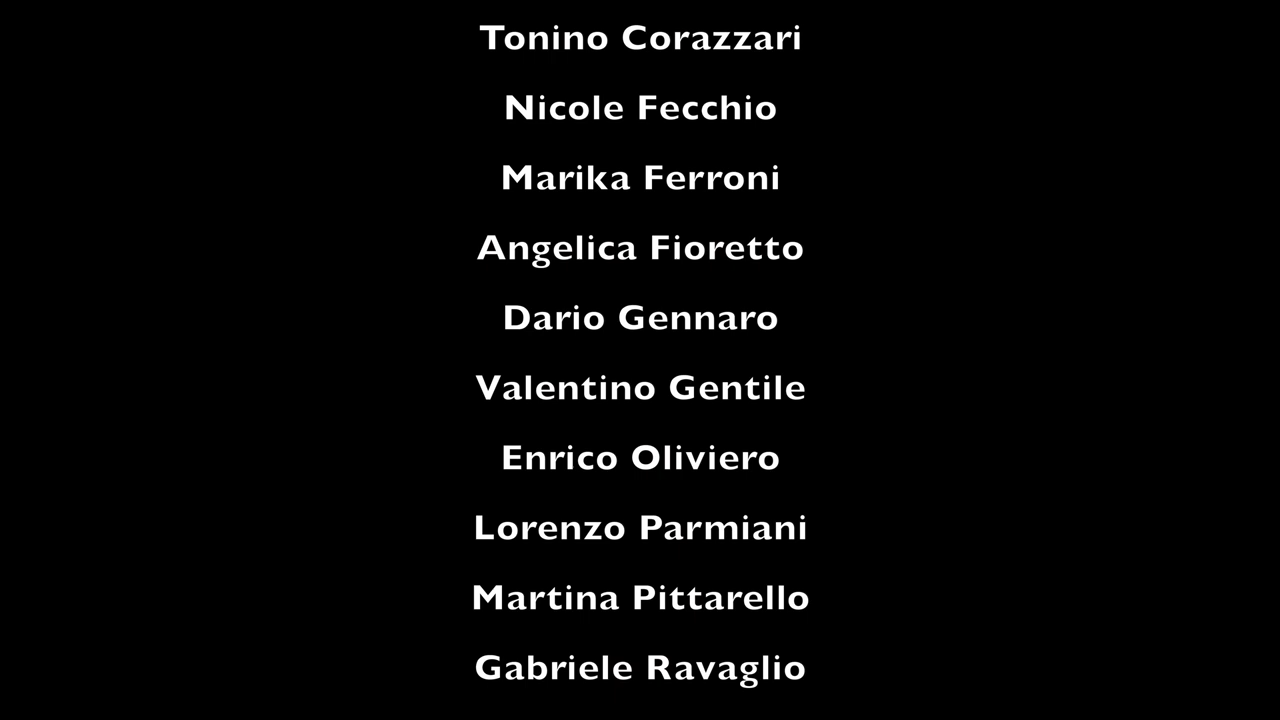 Tonino Corazzari
Nicole Fecchio
Marika Ferroni
Angelica Fioretto
Dario Gennaro
Valentino Gentile
Enrico Oliviero
Lorenzo Parmiani
Martina Pittarello
Gabriele Ravaglio